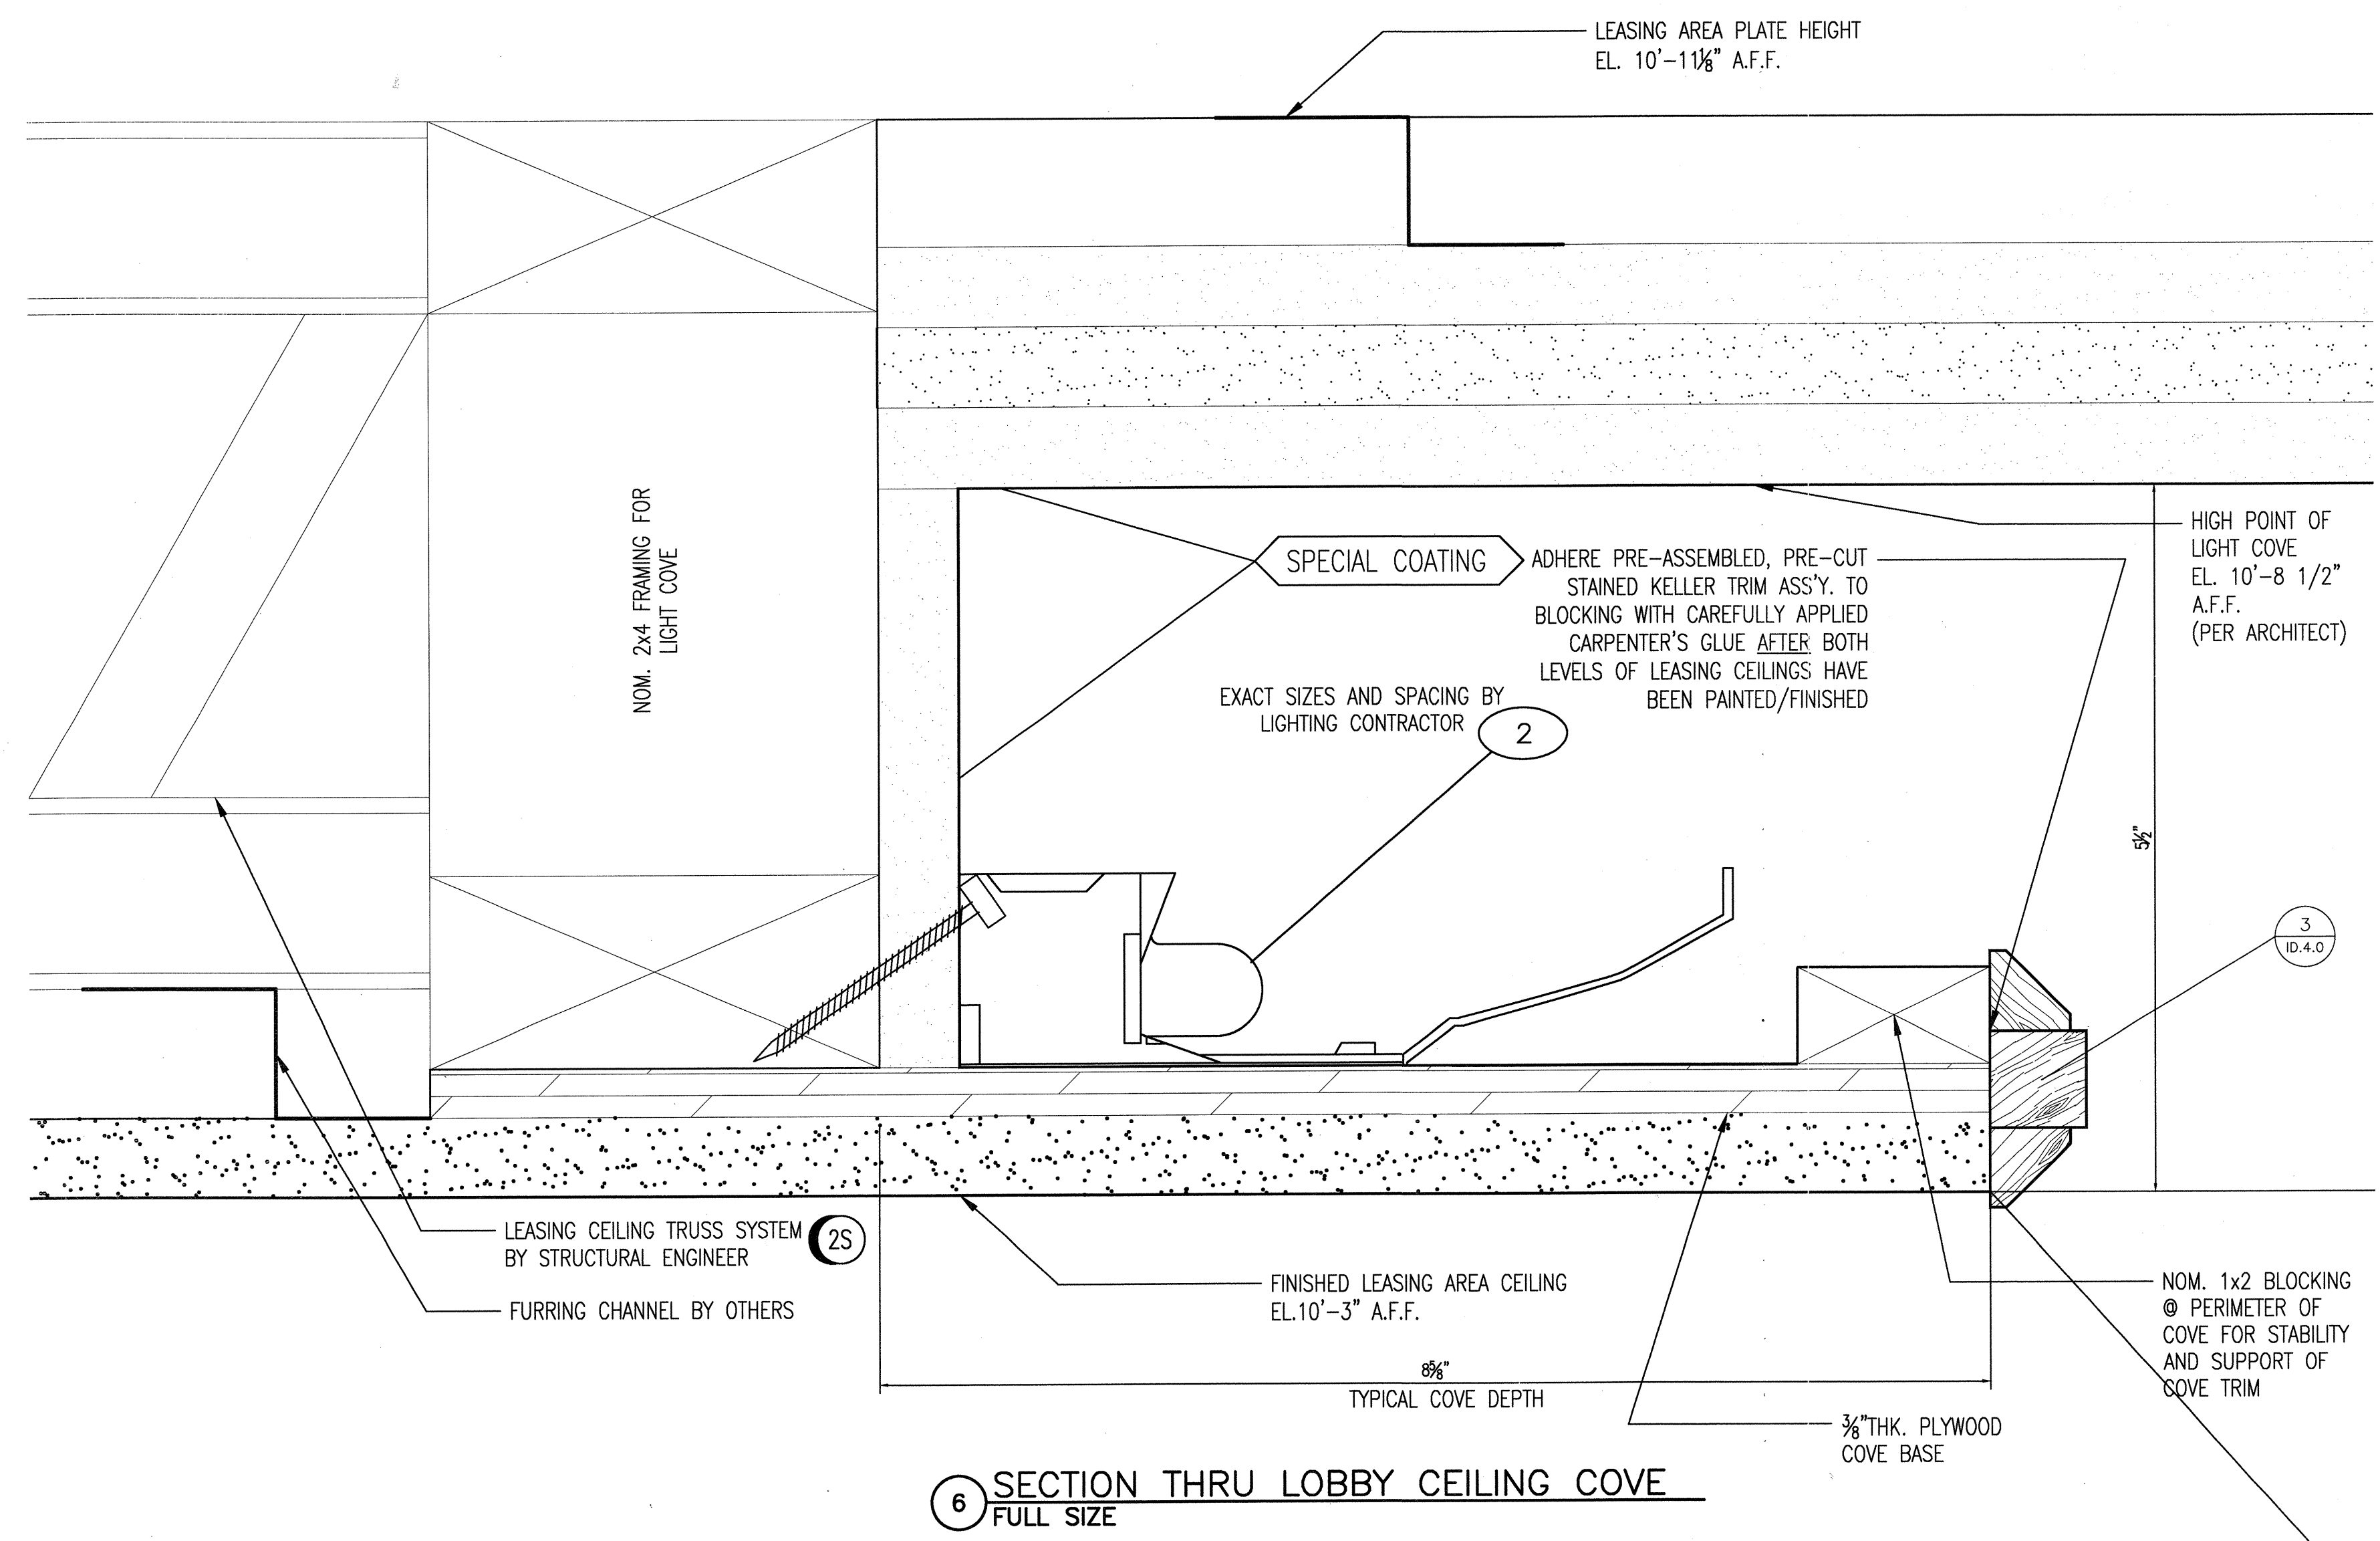 LEASING AREA PLATE HEIGHT
EL. 10'-11⅛" A.F.F.
NOM. 2x4 FRAMING FOR
LIGHT COVE
SPECIAL COATING
ADHERE PRE-ASSEMBLED, PRE-CUT
STAINED KELLER TRIM ASS'Y. TO
BLOCKING WITH CAREFULLY APPLIED
CARPENTER'S GLUE AFTER BOTH
LEVELS OF LEASING CEILINGS HAVE
BEEN PAINTED/FINISHED
HIGH POINT OF
LIGHT COVE
EL. 10'-8 1/2"
A.F.F.
(PER ARCHITECT)
EXACT SIZES AND SPACING BY
LIGHTING CONTRACTOR
2
5½"
3
ID.4.0
LEASING CEILING TRUSS SYSTEM
BY STRUCTURAL ENGINEER
2S
FURRING CHANNEL BY OTHERS
FINISHED LEASING AREA CEILING
EL.10'-3" A.F.F.
NOM. 1x2 BLOCKING
@ PERIMETER OF
COVE FOR STABILITY
AND SUPPORT OF
COVE TRIM
8⅝"
TYPICAL COVE DEPTH
⅜"THK. PLYWOOD
COVE BASE
6
SECTION THRU LOBBY CEILING COVE
FULL SIZE